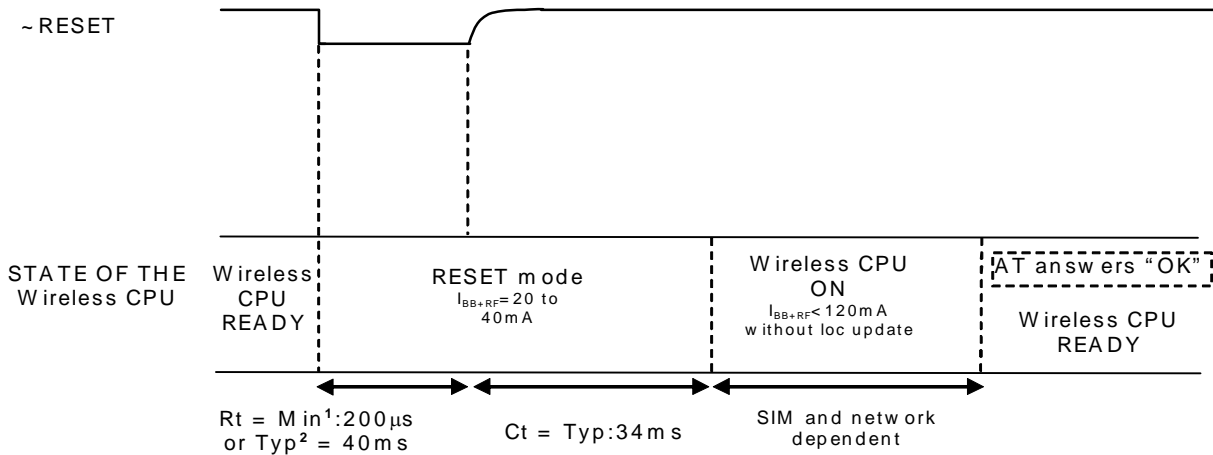 ~RESET
STATE OF THE
Wireless CPU
Wireless
CPU
READY
RESET mode
I_BB+RF=20 to
40mA
Wireless CPU
ON
I_BB+RF<120mA
without loc update
AT answers “OK”
Wireless CPU
READY
Rt = Min¹:200µs
or Typ² = 40ms
Ct = Typ:34ms
SIM and network
dependent